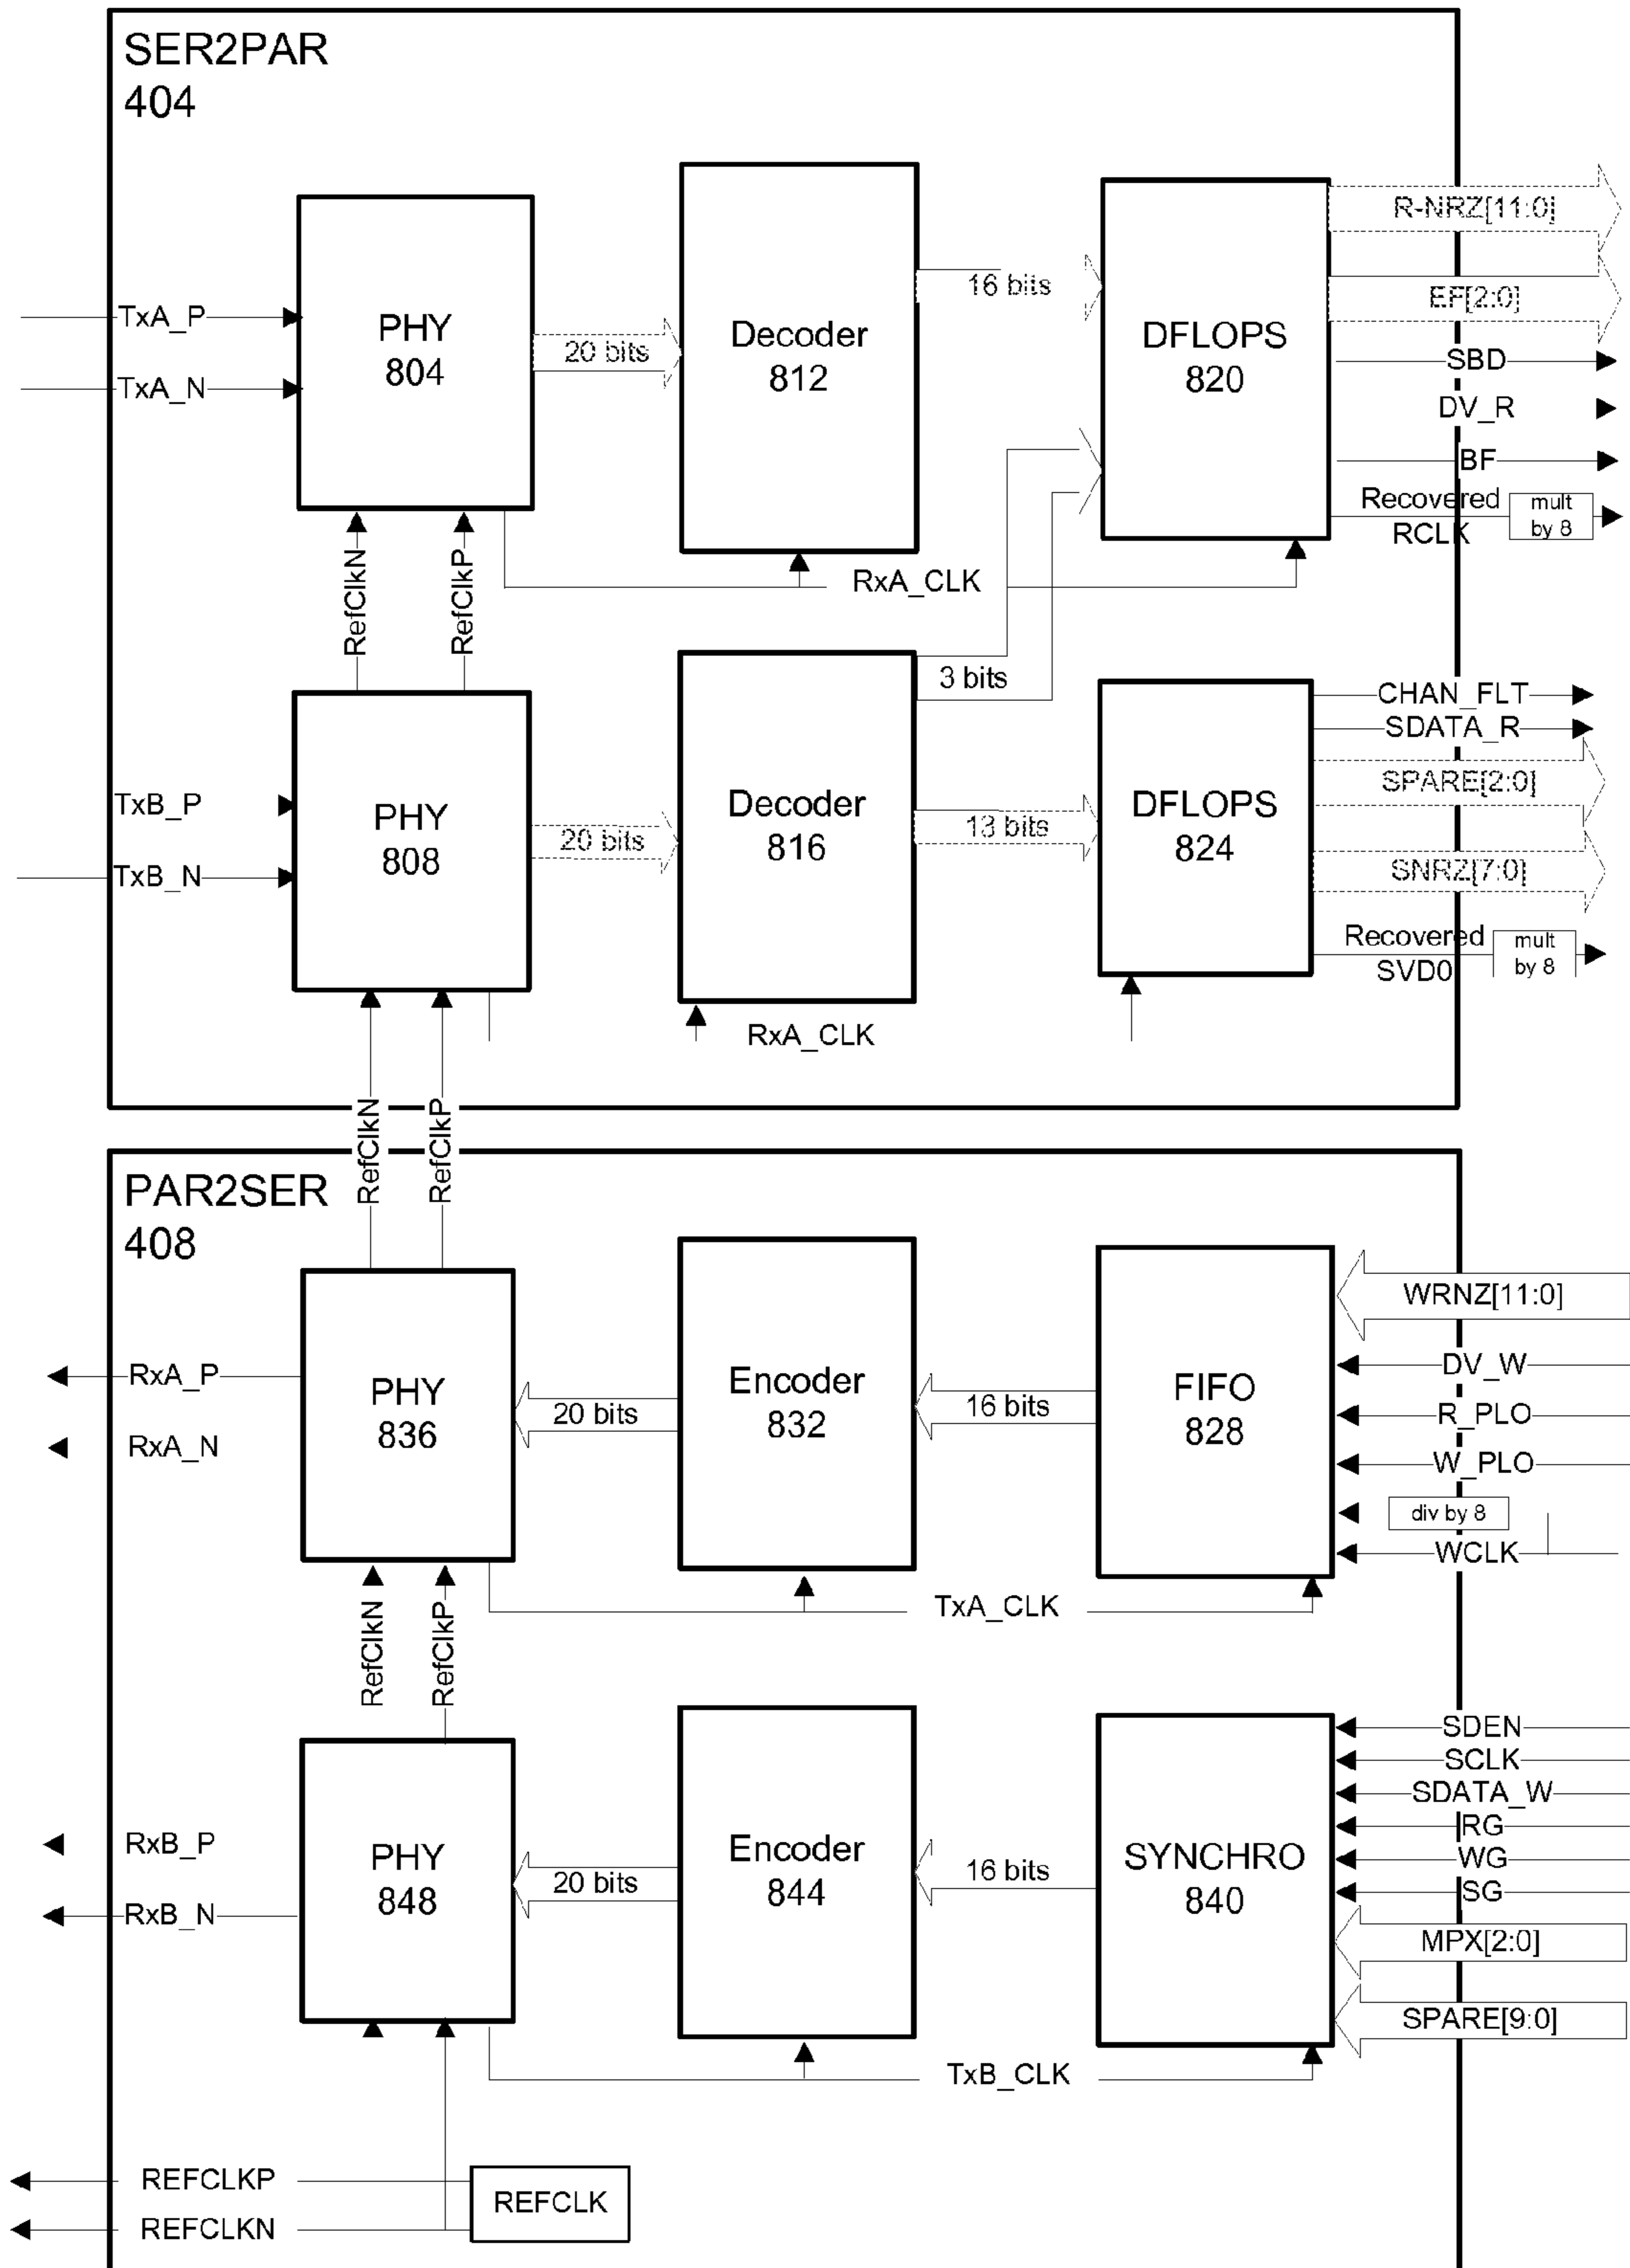 SER2PAR
404
R-NRZ[11:0]
16 bits
EF[2:0]
TxA_P
PHY
804
20 bits
Decoder
812
DFLOPS
820
SBD
TxA_N
DV_R
BF
Recovered
RCLK
mult
by 8
RefClkN
RefClkP
RxA_CLK
3 bits
CHAN_FLT
SDATA_R
SPARE[2:0]
TxB_P
PHY
808
20 bits
Decoder
816
13 bits
DFLOPS
824
TxB_N
SNRZ[7:0]
Recovered
SVD0
mult
by 8
RxA_CLK
RefClkN
RefClkP
PAR2SER
408
WRNZ[11:0]
RxA_P
PHY
836
20 bits
Encoder
832
16 bits
FIFO
828
DV_W
R_PLO
RxA_N
W_PLO
div by 8
WCLK
RefClkN
RefClkP
TxA_CLK
SDEN
SCLK
SDATA_W
RG
RxB_P
PHY
848
20 bits
Encoder
844
16 bits
SYNCHRO
840
WG
SG
RxB_N
MPX[2:0]
SPARE[9:0]
TxB_CLK
REFCLKP
REFCLK
REFCLKN